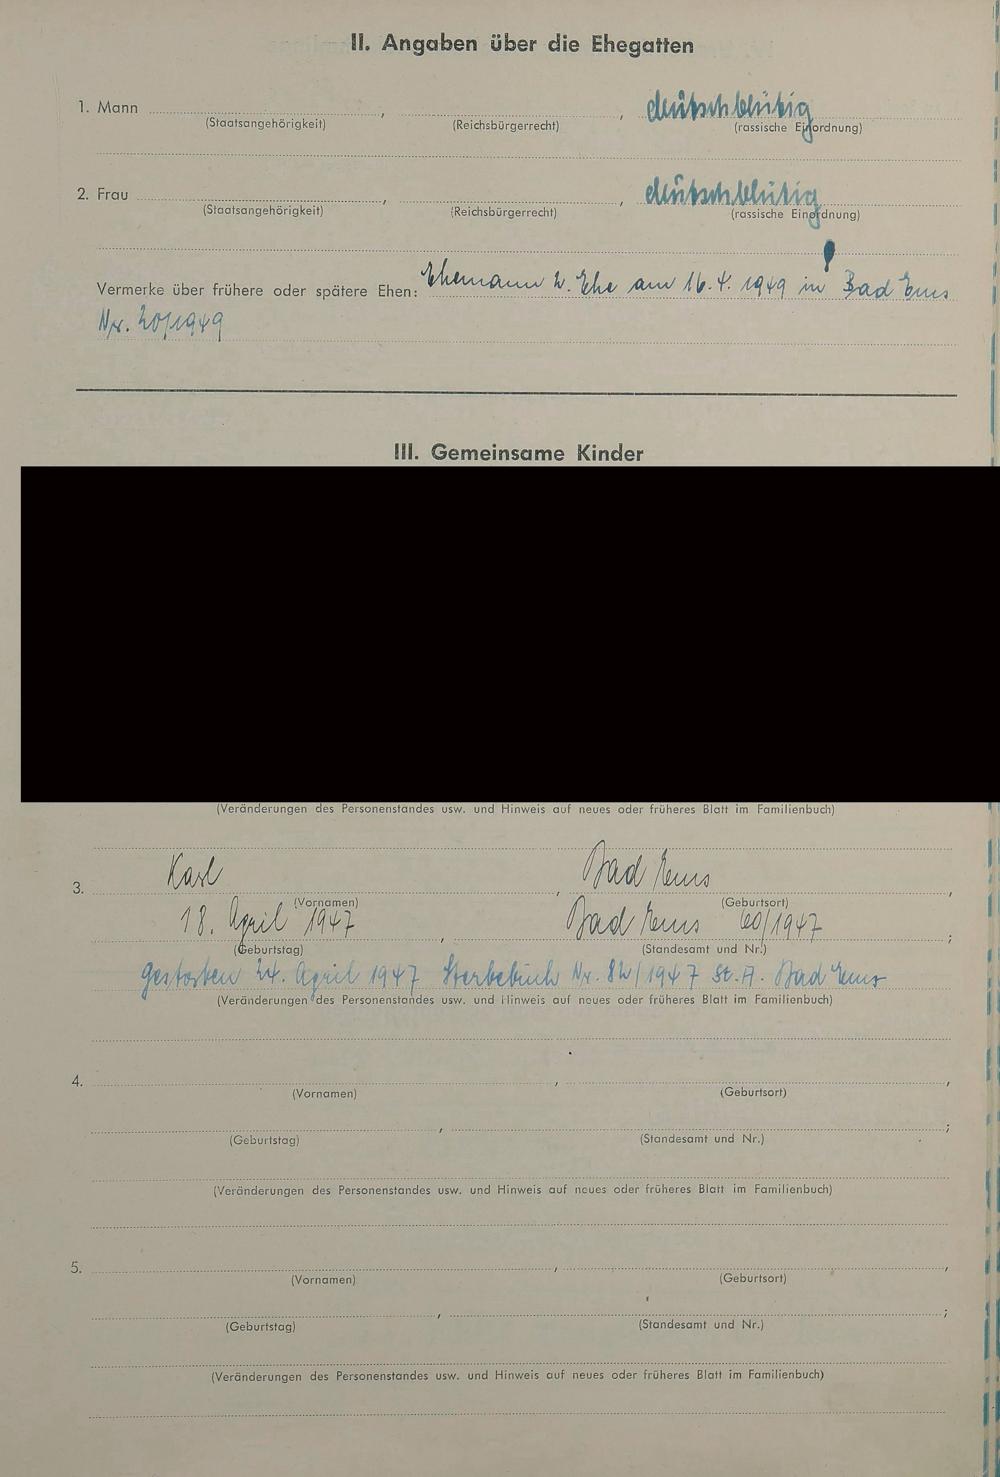 II. Angaben über die Ehegatten
1. Mann , , deutschblütig
(Staatsangehörigkeit) (Reichsbürgerrecht) (rassische Einordnung)
2. Frau , , deutschblütig
(Staatsangehörigkeit) (Reichsbürgerrecht) (rassische Einordnung)
Vermerke über frühere oder spätere Ehen: Ehemann 2. Ehe am 16.4.1949 in Bad Ems
Nr. 20/1949
III. Gemeinsame Kinder
(Veränderungen des Personenstandes usw. und Hinweis auf neues oder früheres Blatt im Familienbuch)
3. Karl , Bad Ems ,
(Vornamen) (Geburtsort)
18. April 1947 , Bad Ems 60/1947 ;
(Geburtstag) (Standesamt und Nr.)
Gestorben 24. April 1947 Sterbebuch Nr. 82/1947 St.A. Bad Ems
(Veränderungen des Personenstandes usw. und Hinweis auf neues oder früheres Blatt im Familienbuch)
4. , ,
(Vornamen) (Geburtsort)
, ;
(Geburtstag) (Standesamt und Nr.)
(Veränderungen des Personenstandes usw. und Hinweis auf neues oder früheres Blatt im Familienbuch)
5. , ,
(Vornamen) (Geburtsort)
, ;
(Geburtstag) (Standesamt und Nr.)
(Veränderungen des Personenstandes usw. und Hinweis auf neues oder früheres Blatt im Familienbuch)